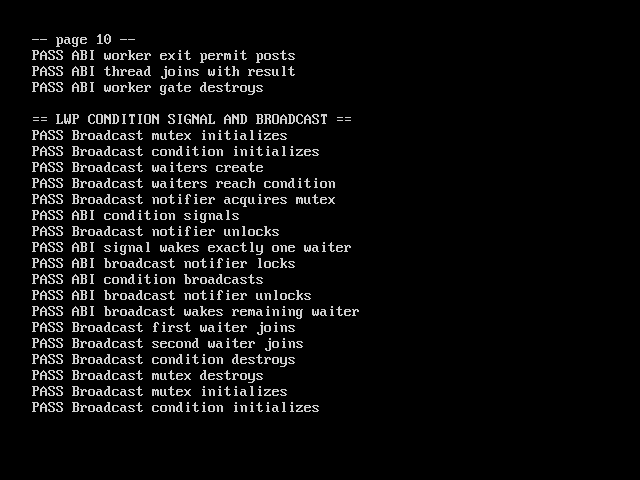 -- page 10 --
PASS ABI worker exit permit posts
PASS ABI thread joins with result
PASS ABI worker gate destroys
== LWP CONDITION SIGNAL AND BROADCAST ==
PASS Broadcast mutex initializes
PASS Broadcast condition initializes
PASS Broadcast waiters create
PASS Broadcast waiters reach condition
PASS Broadcast notifier acquires mutex
PASS ABI condition signals
PASS Broadcast notifier unlocks
PASS ABI signal wakes exactly one waiter
PASS ABI broadcast notifier locks
PASS ABI condition broadcasts
PASS ABI broadcast notifier unlocks
PASS ABI broadcast wakes remaining waiter
PASS Broadcast first waiter joins
PASS Broadcast second waiter joins
PASS Broadcast condition destroys
PASS Broadcast mutex destroys
PASS Broadcast mutex initializes
PASS Broadcast condition initializes